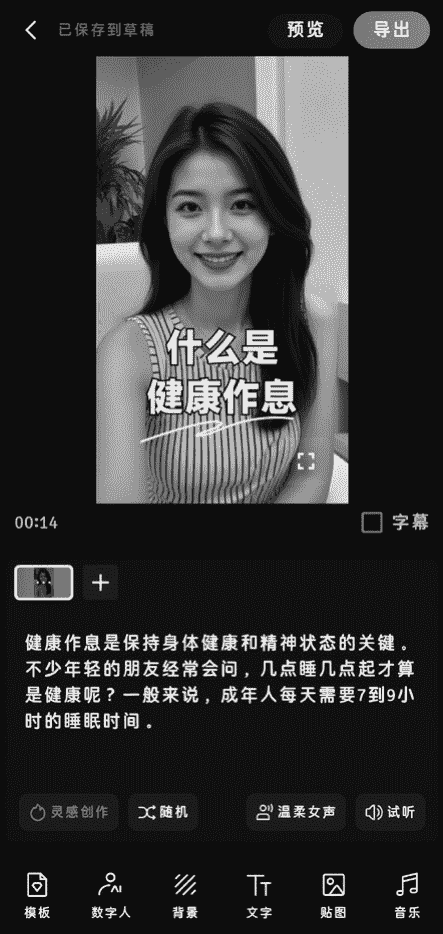 已保存到草稿
预览
导出
什么是
健康作息
00:14
字幕
健康作息是保持身体健康和精神状态的关键。
不少年轻的朋友经常会问，几点睡几点起才算
是健康呢？一般来说，成年人每天需要7到9小
时的睡眠时间。
灵感创作
随机
温柔女声
试听
模板
AI
数字人
背景
TT
文字
贴图
音乐